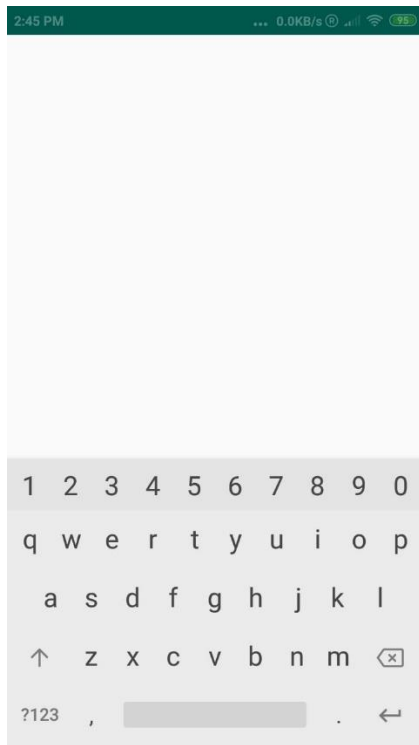 2:45 PM ... 0.0KB/s R 95
1 2 3 4 5 6 7 8 9 0
q w e r t y u i o p
a s d f g h j k l
z x c v b n m
?123 , .